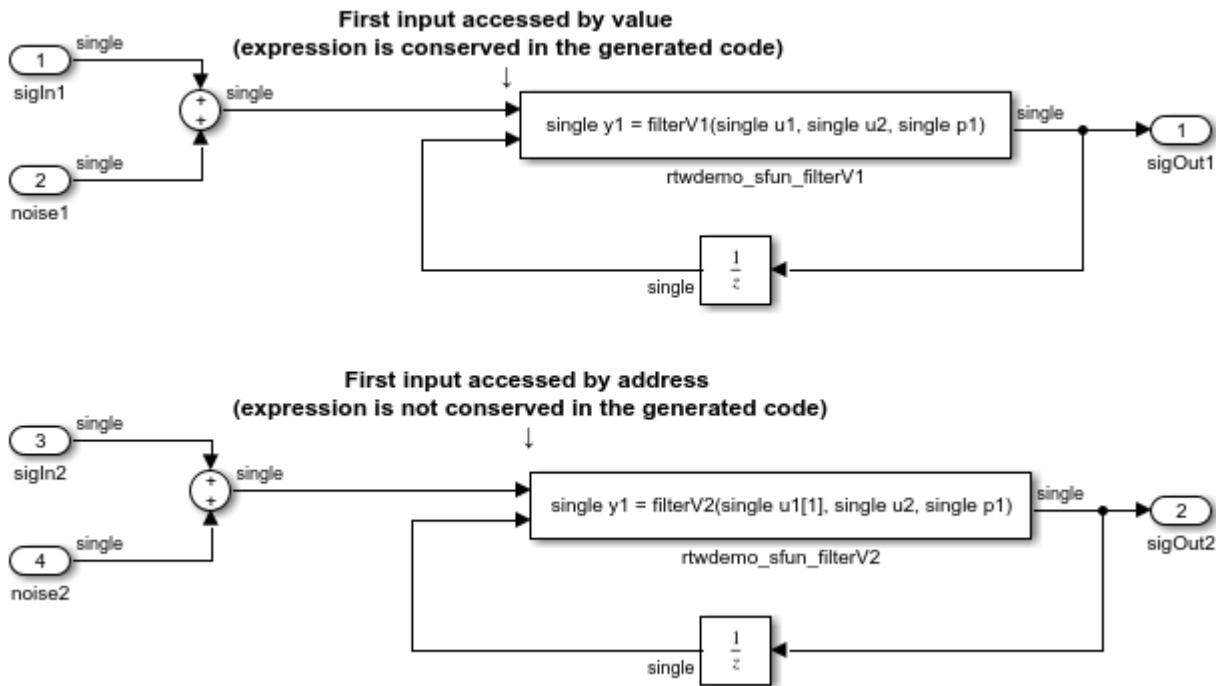 First input accessed by value
(expression is conserved in the generated code)
↓
1
single
sigIn1
+
+
single
2
single
noise1
single y1 = filterV1(single u1, single u2, single p1)
rtwdemo_sfun_filterV1
single
1
sigOut1
1
z
single
First input accessed by address
(expression is not conserved in the generated code)
↓
3
single
sigIn2
+
+
single
4
single
noise2
single y1 = filterV2(single u1[1], single u2, single p1)
rtwdemo_sfun_filterV2
single
2
sigOut2
1
z
single